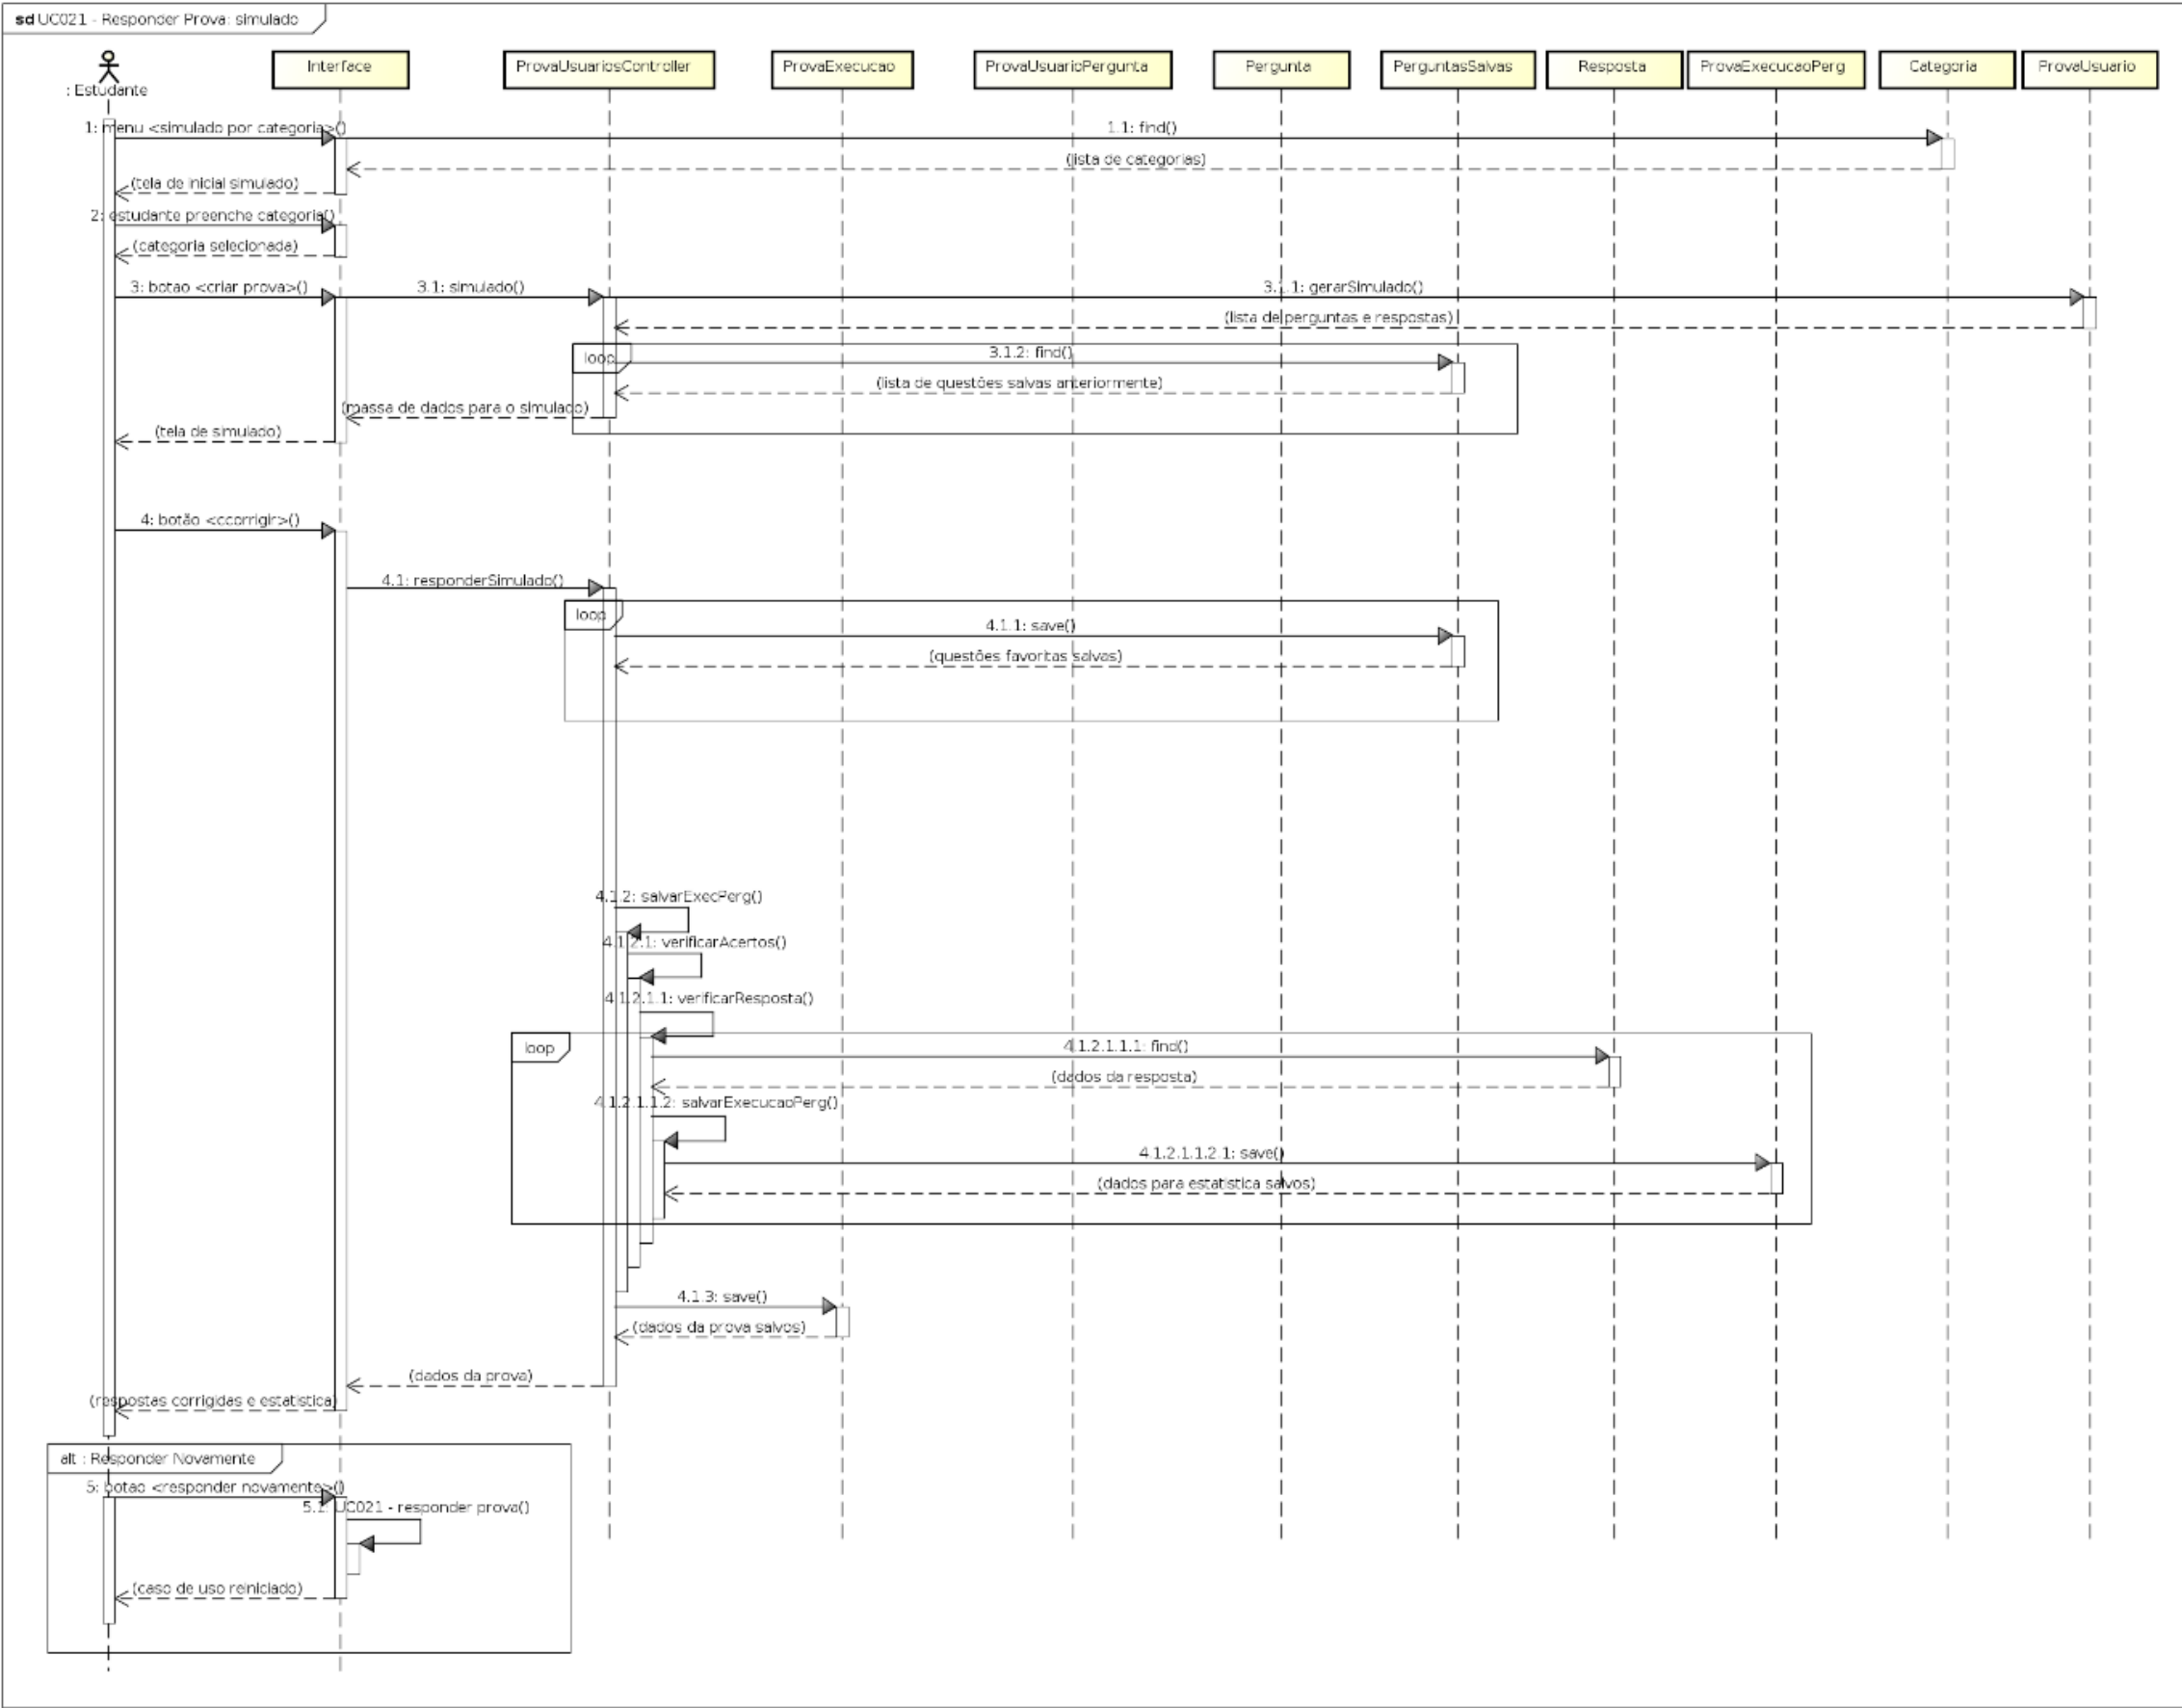 sd UC021 - Responder Prova: simulado
: Estudante
Interface
ProvaUsuariosController
ProvaExecucao
ProvaUsuarioPergunta
Pergunta
PerguntasSalvas
Resposta
ProvaExecucaoPerg
Categoria
ProvaUsuario
1: menu <simulado por categoria>()
1.1: find()
(lista de categorias)
(tela de inicial simulado)
2: estudante preenche categoria()
(categoria selecionada)
3: botao <criar prova>()
3.1: simulado()
3.1.1: gerarSimulado()
(lista de perguntas e respostas)
loop
3.1.2: find()
(lista de questões salvas anteriormente)
(massa de dados para o simulado)
(tela de simulado)
4: botão <ccorrigir>()
4.1: responderSimulado()
loop
4.1.1: save()
(questões favoritas salvas)
4.1.2: salvarExecPerg()
4.1.2.1: verificarAcertos()
4.1.2.1.1: verificarResposta()
loop
4.1.2.1.1.1: find()
(dados da resposta)
4.1.2.1.1.2: salvarExecucaoPerg()
4.1.2.1.1.2.1: save()
(dados para estatistica salvos)
4.1.3: save()
(dados da prova salvos)
(dados da prova)
(respostas corrigidas e estatistica)
alt : Responder Novamente
5: botao <responder novamente>()
5.1: UC021 - responder prova()
(caso de uso reiniciado)